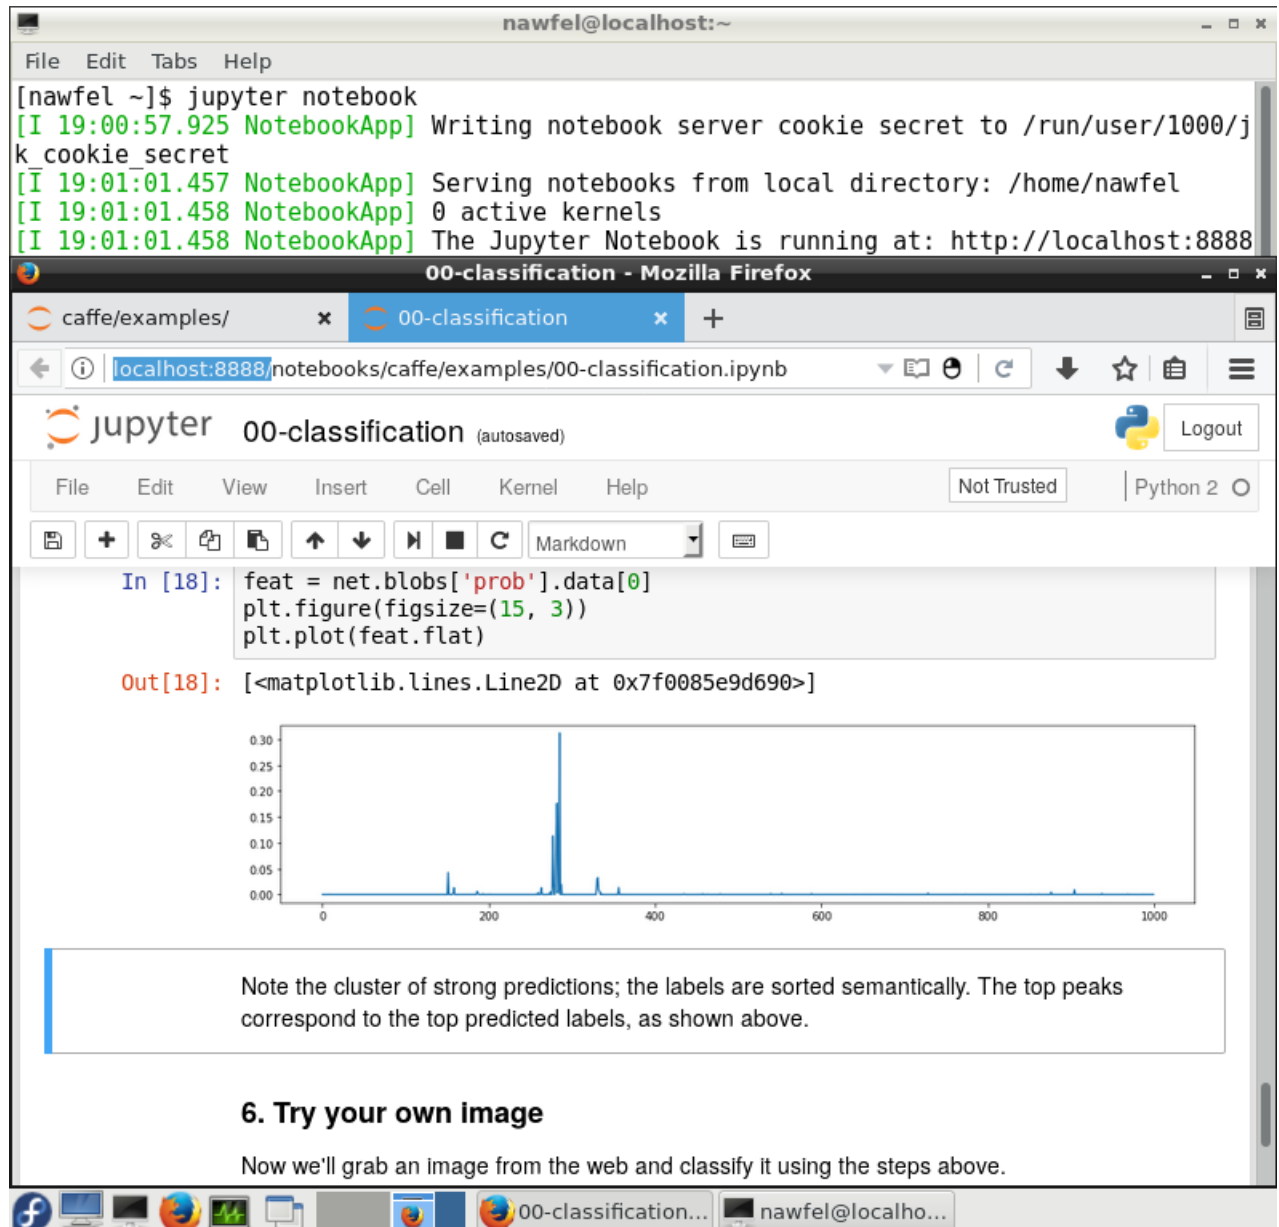 nawfel@localhost:~
File Edit Tabs Help
[nawfel ~]$ jupyter notebook
[I 19:00:57.925 NotebookApp] Writing notebook server cookie secret to /run/user/1000/j
k_cookie_secret
[I 19:01:01.457 NotebookApp] Serving notebooks from local directory: /home/nawfel
[I 19:01:01.458 NotebookApp] 0 active kernels
[I 19:01:01.458 NotebookApp] The Jupyter Notebook is running at: http://localhost:8888
00-classification - Mozilla Firefox
caffe/examples/ 00-classification
localhost:8888/notebooks/caffe/examples/00-classification.ipynb
jupyter 00-classification (autosaved) Logout
File Edit View Insert Cell Kernel Help Not Trusted Python 2
Markdown
In [18]: feat = net.blobs['prob'].data[0]
plt.figure(figsize=(15, 3))
plt.plot(feat.flat)
Out[18]: [<matplotlib.lines.Line2D at 0x7f0085e9d690>]
0.30
0.25
0.20
0.15
0.10
0.05
0.00
0 200 400 600 800 1000
Note the cluster of strong predictions; the labels are sorted semantically. The top peaks
correspond to the top predicted labels, as shown above.
6. Try your own image
Now we'll grab an image from the web and classify it using the steps above.
00-classification... nawfel@localho...